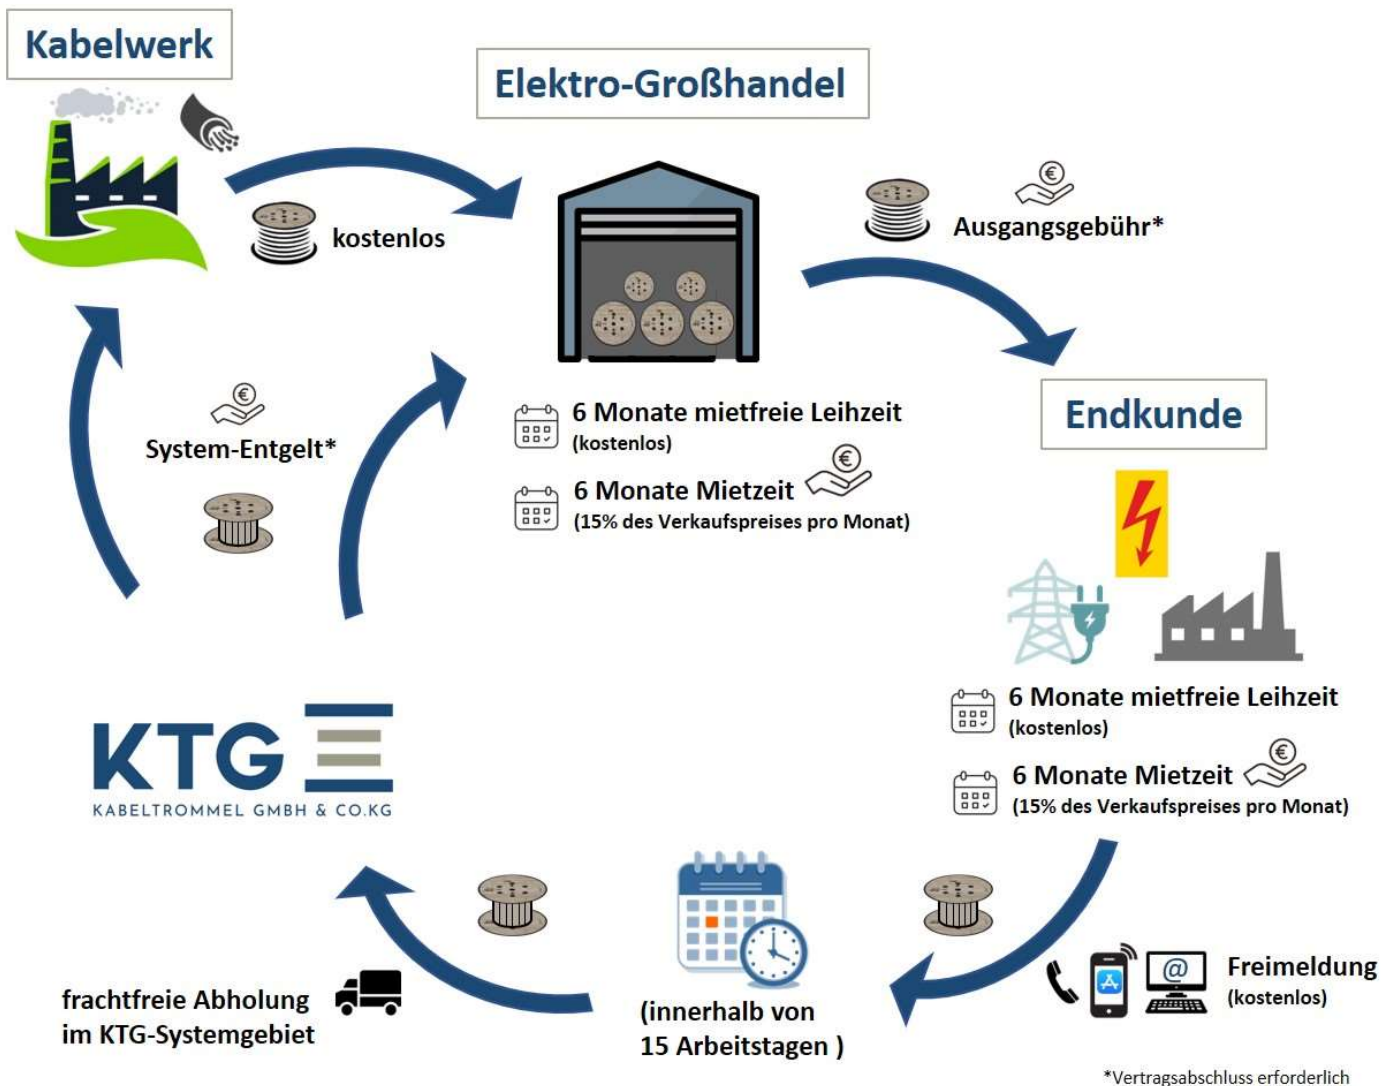 Kabelwerk
Elektro-Großhandel
kostenlos
€
Ausgangsgebühr*
€
System-Entgelt*
6 Monate mietfreie Leihzeit
(kostenlos)
6 Monate Mietzeit €
(15% des Verkaufspreises pro Monat)
Endkunde
6 Monate mietfreie Leihzeit
(kostenlos)
6 Monate Mietzeit €
(15% des Verkaufspreises pro Monat)
KTG
KABELTROMMEL GMBH & CO.KG
frachtfreie Abholung
im KTG-Systemgebiet
(innerhalb von
15 Arbeitstagen )
@
Freimeldung
(kostenlos)
*Vertragsabschluss erforderlich